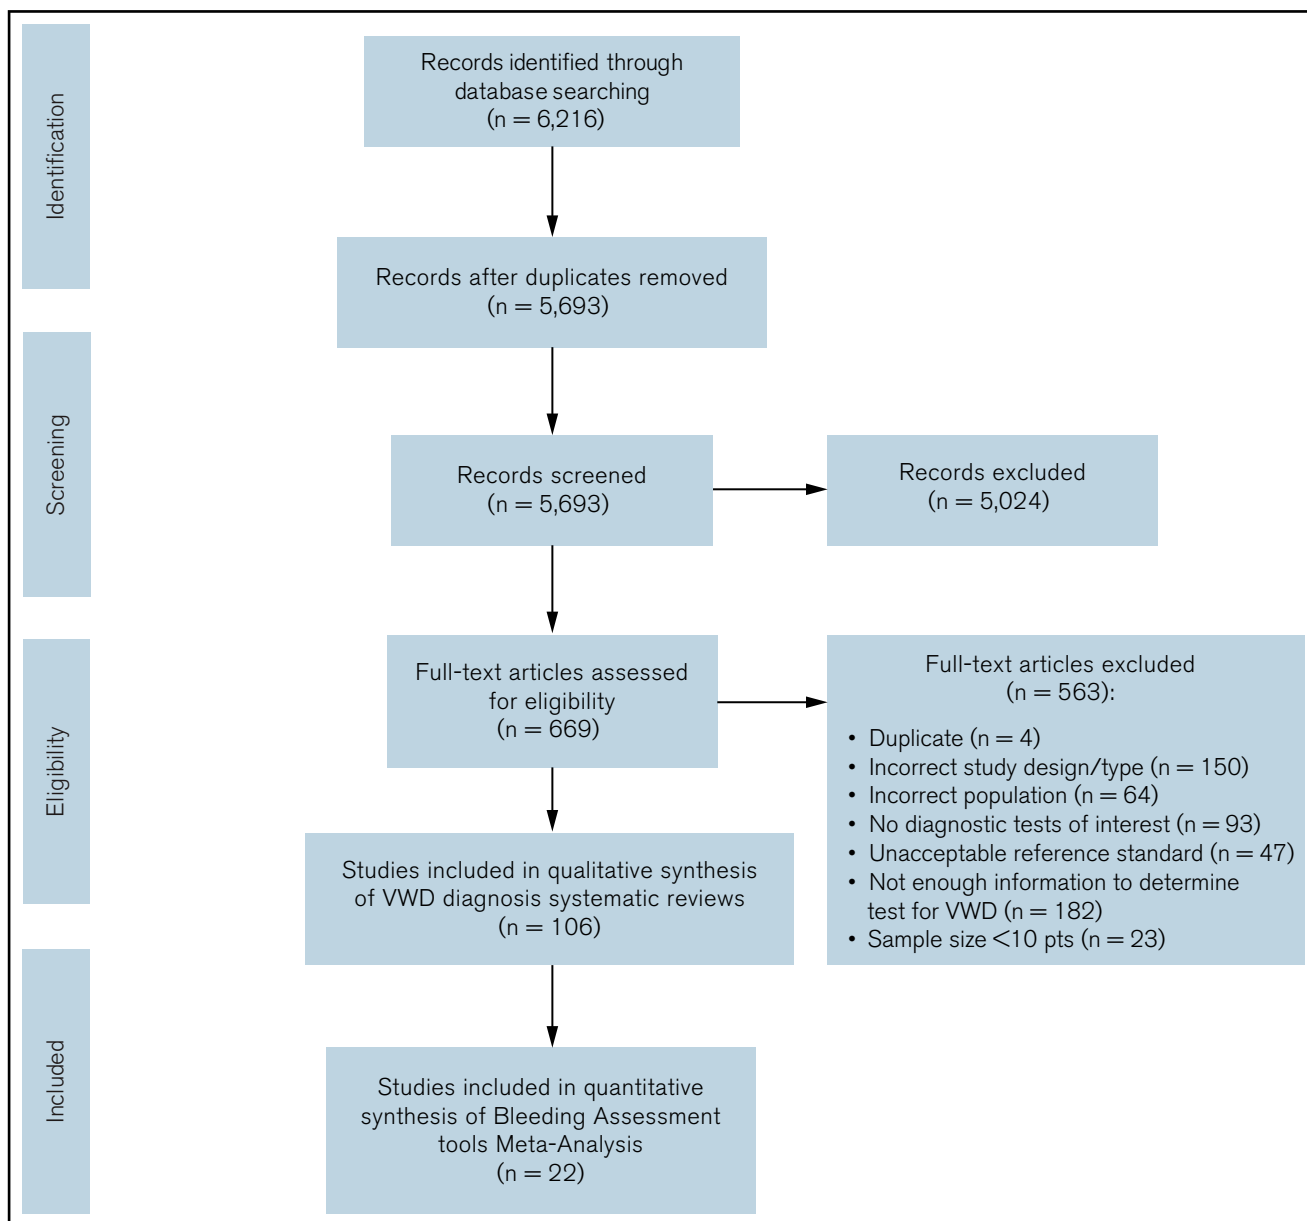 Identification
Records identified through
database searching
(n = 6,216)
Records after duplicates removed
(n = 5,693)
Screening
Records screened
(n = 5,693)
Records excluded
(n = 5,024)
Eligibility
Full-text articles assessed
for eligibility
(n = 669)
Full-text articles excluded
(n = 563):
• Duplicate (n = 4)
• Incorrect study design/type (n = 150)
• Incorrect population (n = 64)
• No diagnostic tests of interest (n = 93)
• Unacceptable reference standard (n = 47)
• Not enough information to determine
test for VWD (n = 182)
• Sample size <10 pts (n = 23)
Studies included in qualitative synthesis
of VWD diagnosis systematic reviews
(n = 106)
Included
Studies included in quantitative
synthesis of Bleeding Assessment
tools Meta-Analysis
(n = 22)